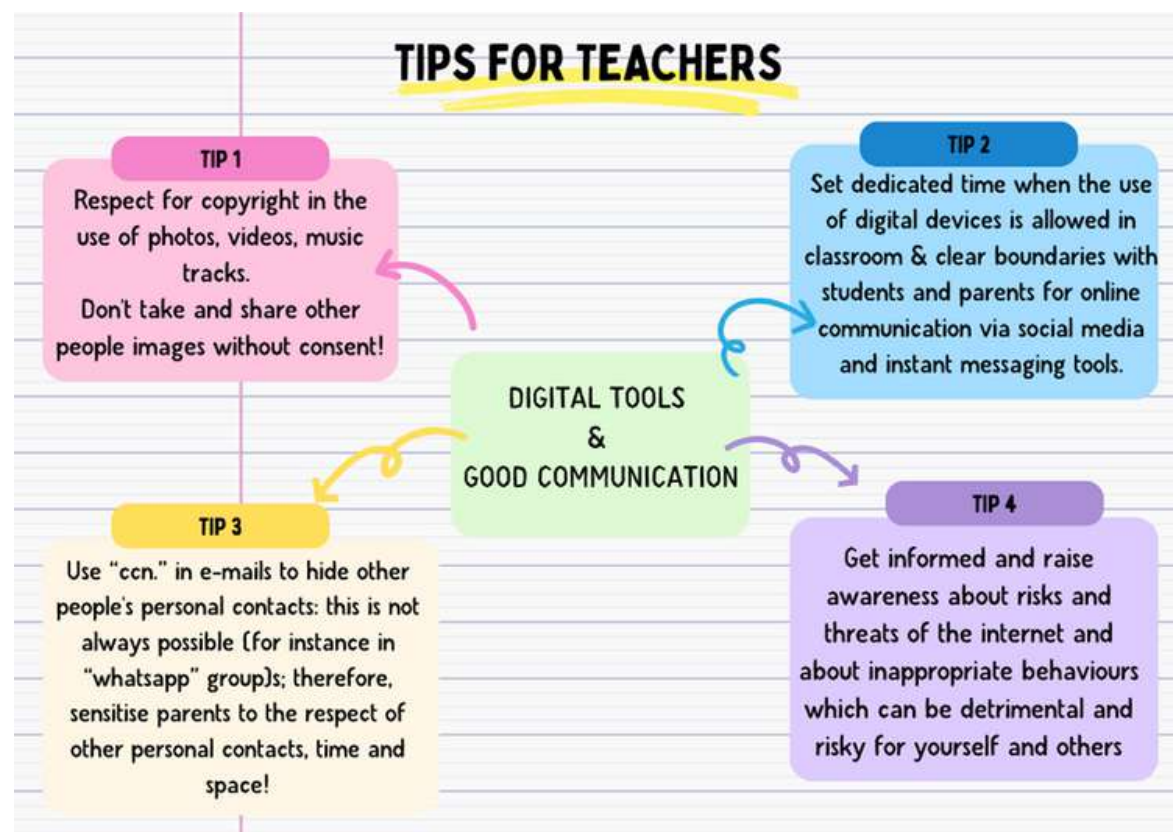 TIPS FOR TEACHERS
TIP 1
Respect for copyright in the
use of photos, videos, music
tracks.
Don't take and share other
people images without consent!
TIP 2
Set dedicated time when the use
of digital devices is allowed in
classroom & clear boundaries with
students and parents for online
communication via social media
and instant messaging tools.
DIGITAL TOOLS
&
GOOD COMMUNICATION
TIP 3
Use “ccn.” in e-mails to hide other
people's personal contacts: this is not
always possible (for instance in
“whatsapp” group)s; therefore,
sensitise parents to the respect of
other personal contacts, time and
space!
TIP 4
Get informed and raise
awareness about risks and
threats of the internet and
about inappropriate behaviours
which can be detrimental and
risky for yourself and others